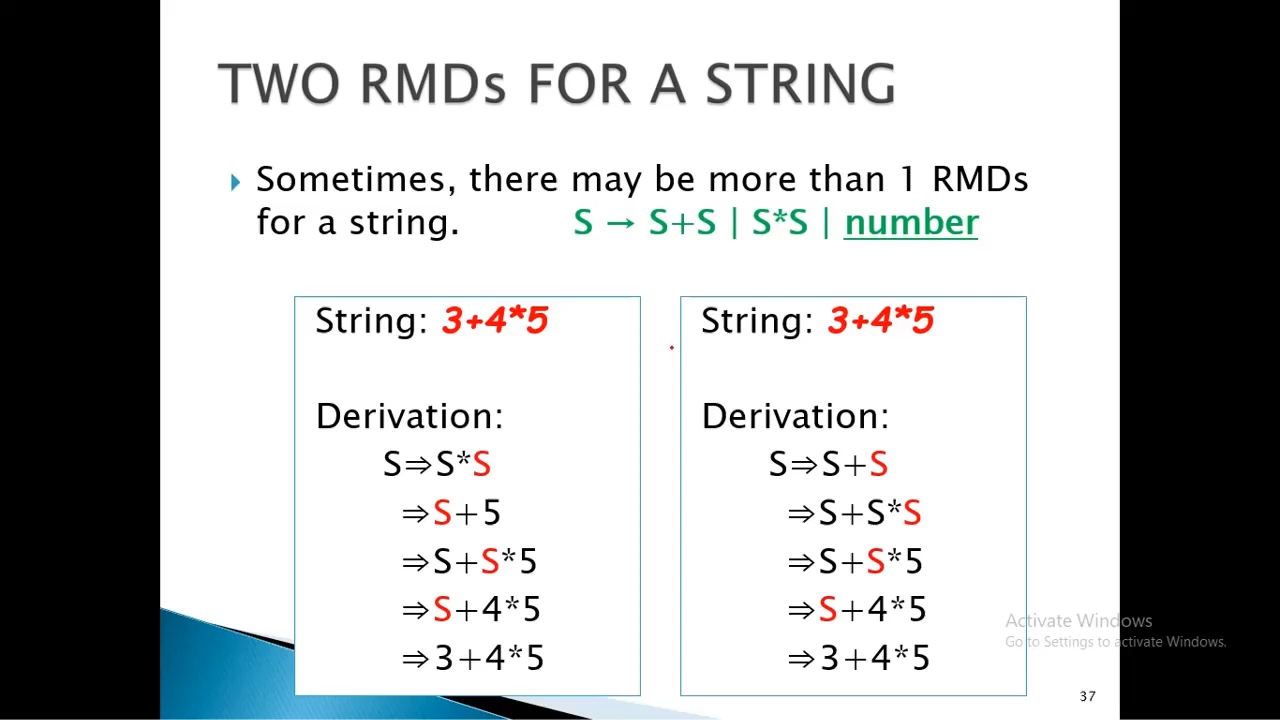 TWO RMDs FOR A STRING
Sometimes, there may be more than 1 RMDs
for a string. S → S+S | S*S | number
String: 3+4*5
Derivation:
S⇒S*S
⇒S+5
⇒S+S*5
⇒S+4*5
⇒3+4*5
String: 3+4*5
Derivation:
S⇒S+S
⇒S+S*S
⇒S+S*5
⇒S+4*5
⇒3+4*5
Activate Windows
Go to Settings to activate Windows.
37